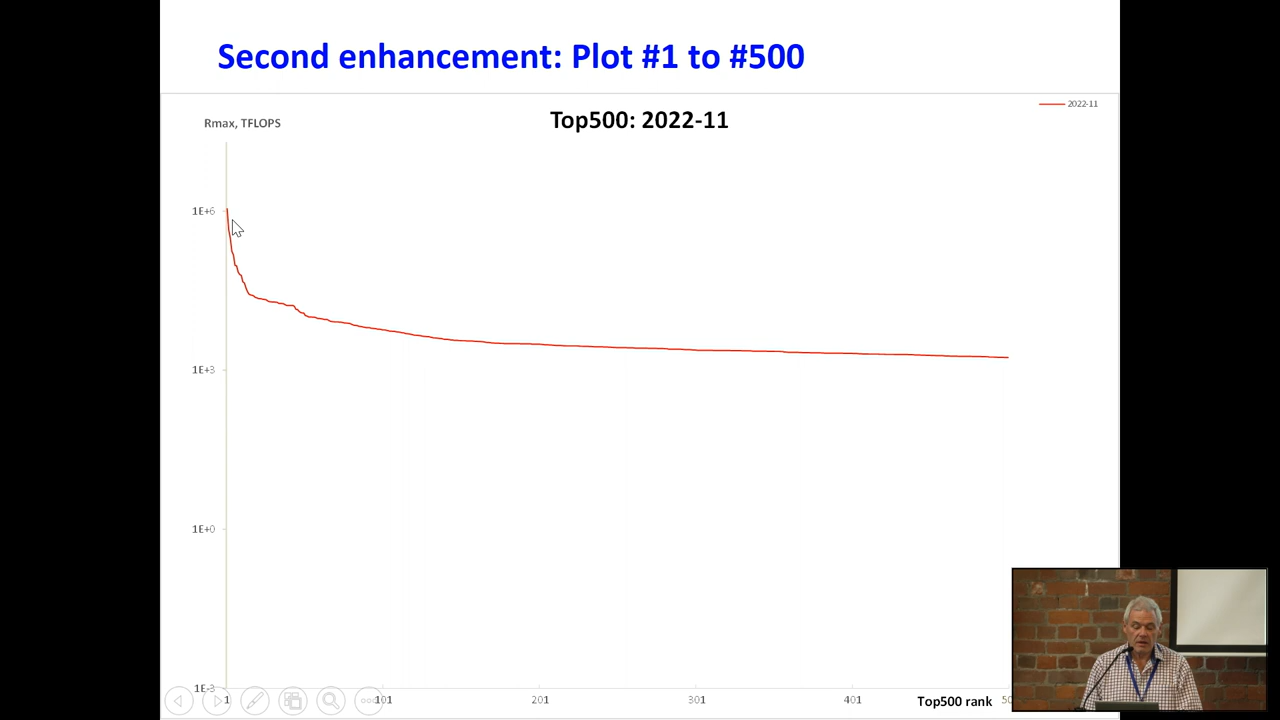 Second enhancement: Plot #1 to #500
2022-11
Top500: 2022-11
Rmax, TFLOPS
1E+6
1E+3
1E+0
1E-3
1
101
201
301
401
Top500 rank